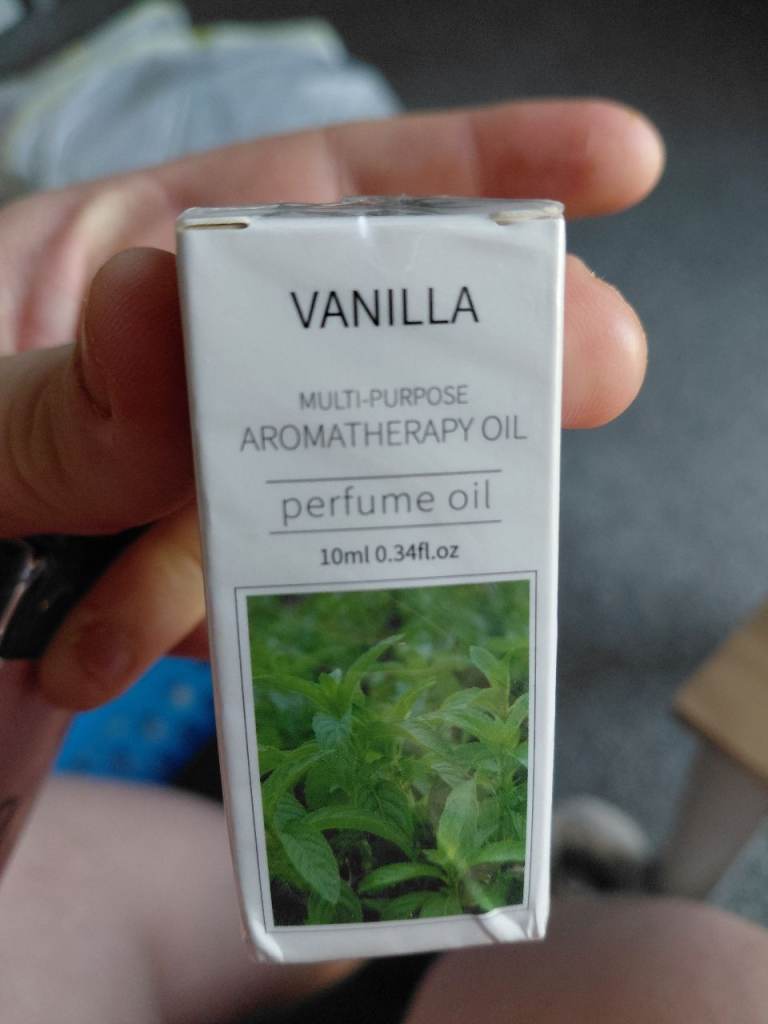 VANILLA
MULTI-PURPOSE
AROMATHERAPY OIL
perfume oil
10ml 0.34fl.oz